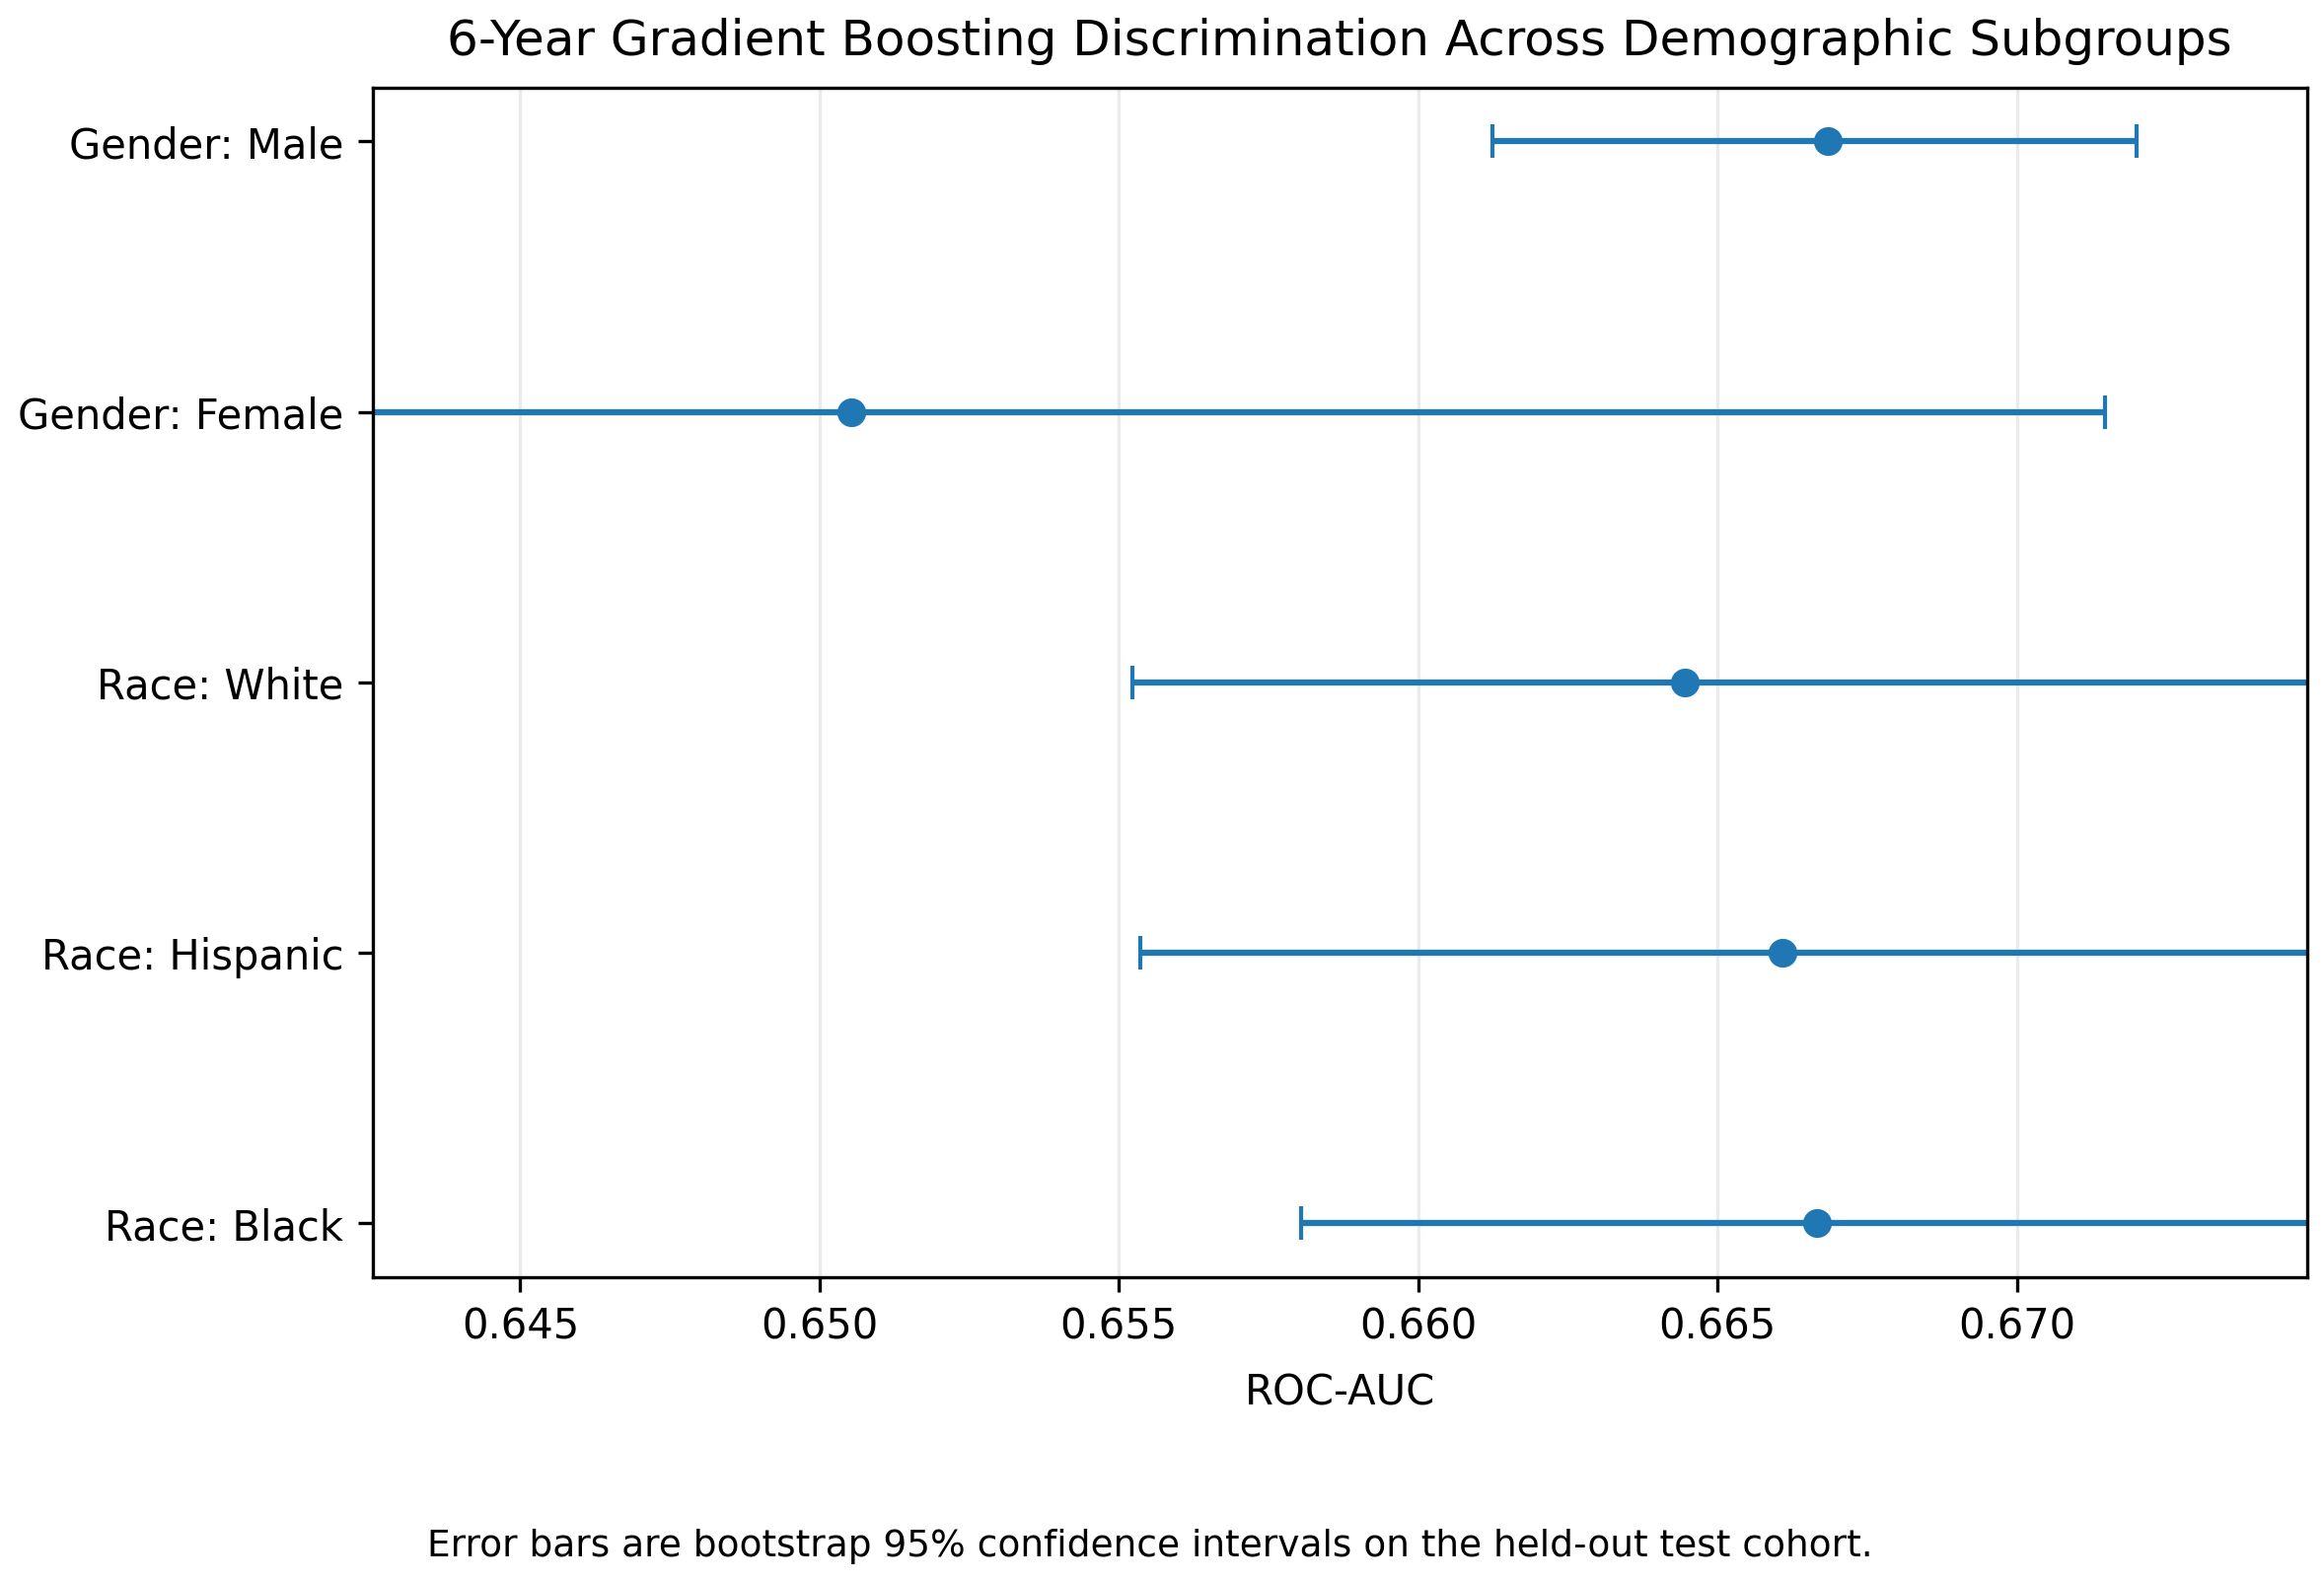 6-Year Gradient Boosting Discrimination Across Demographic Subgroups
Gender: Male
Gender: Female
Race: White
Race: Hispanic
Race: Black
0.645 0.650 0.655 0.660 0.665 0.670
ROC-AUC
Error bars are bootstrap 95% confidence intervals on the held-out test cohort.